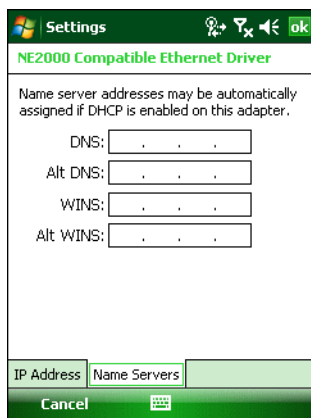 Settings
ok
NE2000 Compatible Ethernet Driver
Name server addresses may be automatically
assigned if DHCP is enabled on this adapter.
DNS: . . .
Alt DNS: . . .
WINS: . . .
Alt WINS: . . .
IP Address Name Servers
Cancel